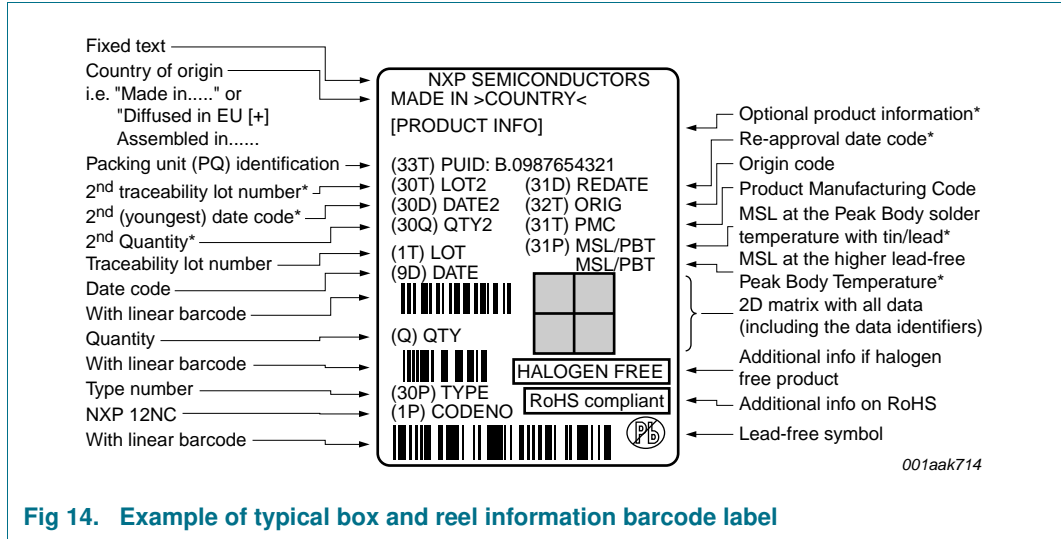 Fixed text
Country of origin
i.e. "Made in....." or
"Diffused in EU [+]
Assembled in......
Packing unit (PQ) identification
2nd traceability lot number*
2nd (youngest) date code*
2nd Quantity*
Traceability lot number
Date code
With linear barcode
Quantity
With linear barcode
Type number
NXP 12NC
With linear barcode
NXP SEMICONDUCTORS
MADE IN >COUNTRY<
[PRODUCT INFO]
(33T) PUID: B.0987654321
(30T) LOT2 (31D) REDATE
(30D) DATE2 (32T) ORIG
(30Q) QTY2 (31T) PMC
(31P) MSL/PBT
(1T) LOT
MSL/PBT
(9D) DATE
(Q) QTY
HALOGEN FREE
(30P) TYPE
RoHS compliant
(1P) CODENO
Pb
Optional product information*
Re-approval date code*
Origin code
Product Manufacturing Code
MSL at the Peak Body solder
temperature with tin/lead*
MSL at the higher lead-free
Peak Body Temperature*
2D matrix with all data
(including the data identifiers)
Additional info if halogen
free product
Additional info on RoHS
Lead-free symbol
001aak714
Fig 14. Example of typical box and reel information barcode label